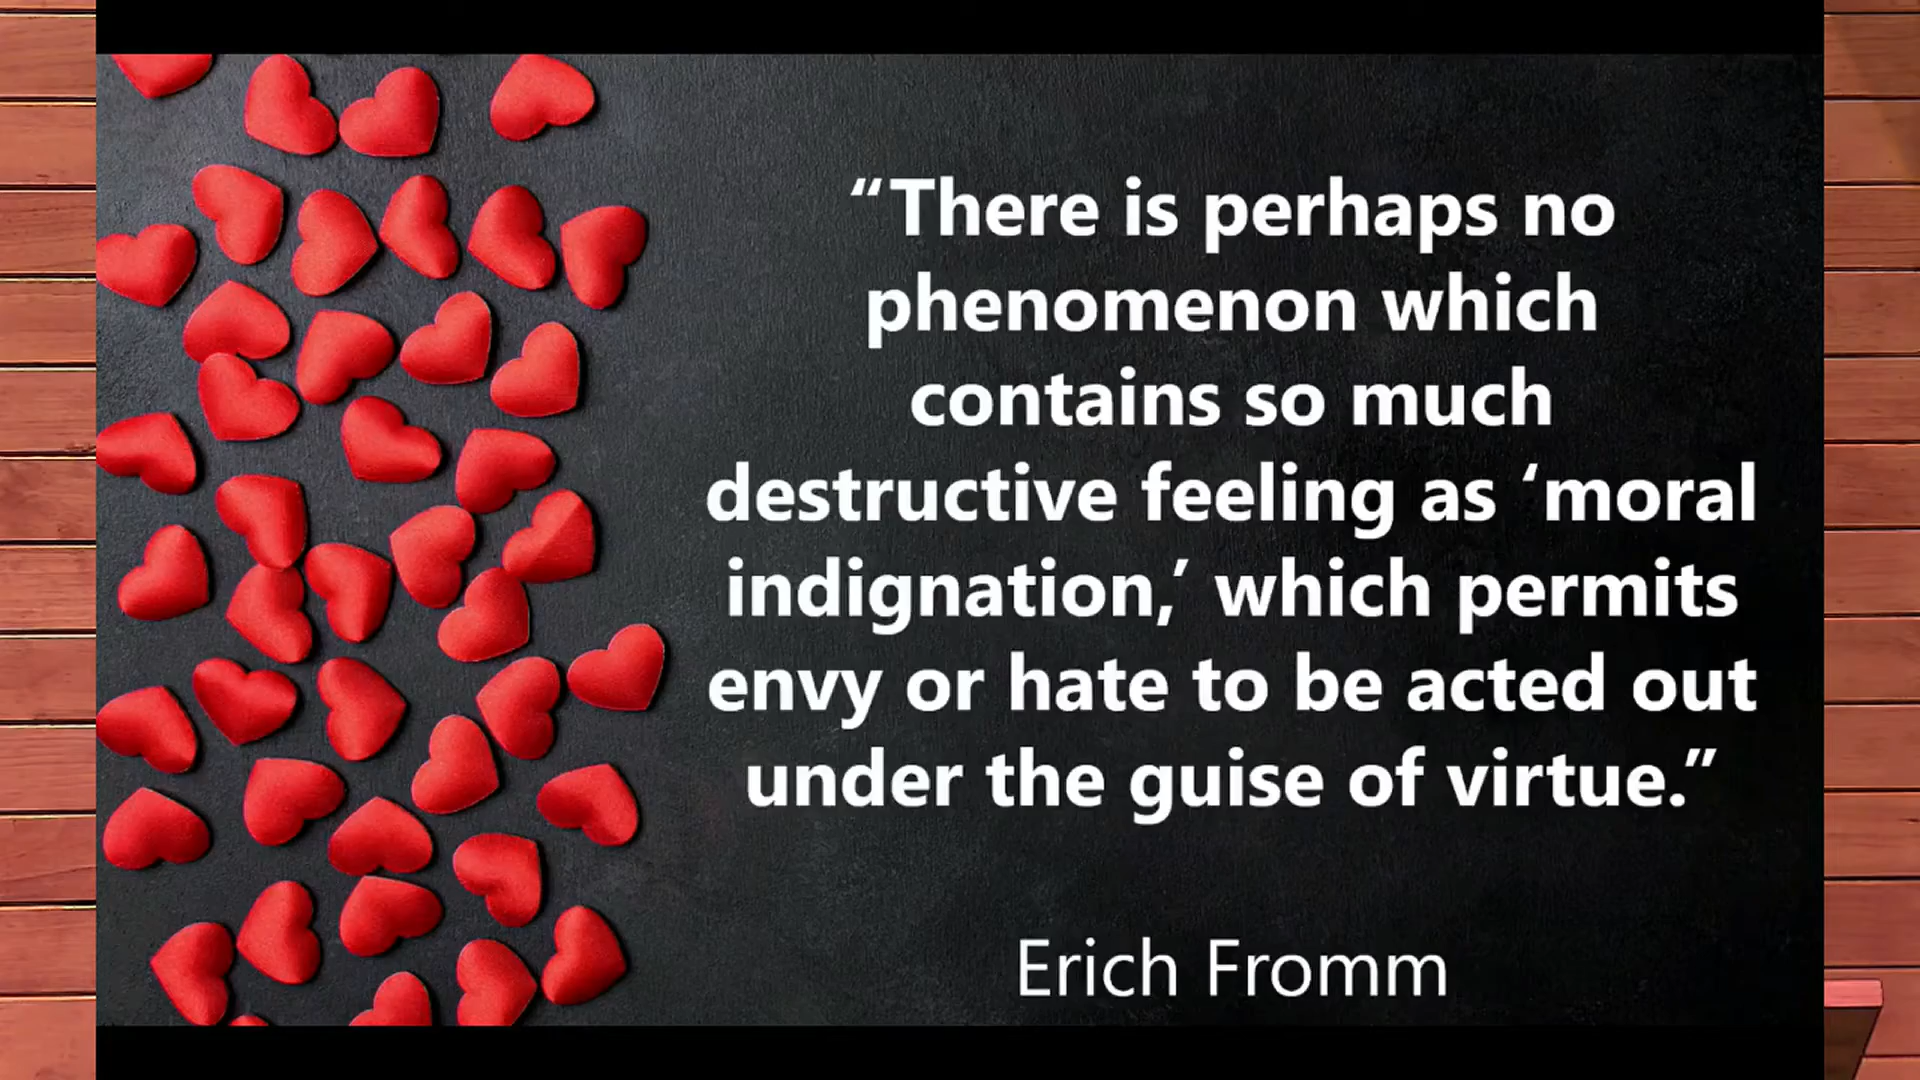 “There is perhaps no
phenomenon which
contains so much
destructive feeling as ‘moral
indignation,’ which permits
envy or hate to be acted out
under the guise of virtue.”
Erich Fromm